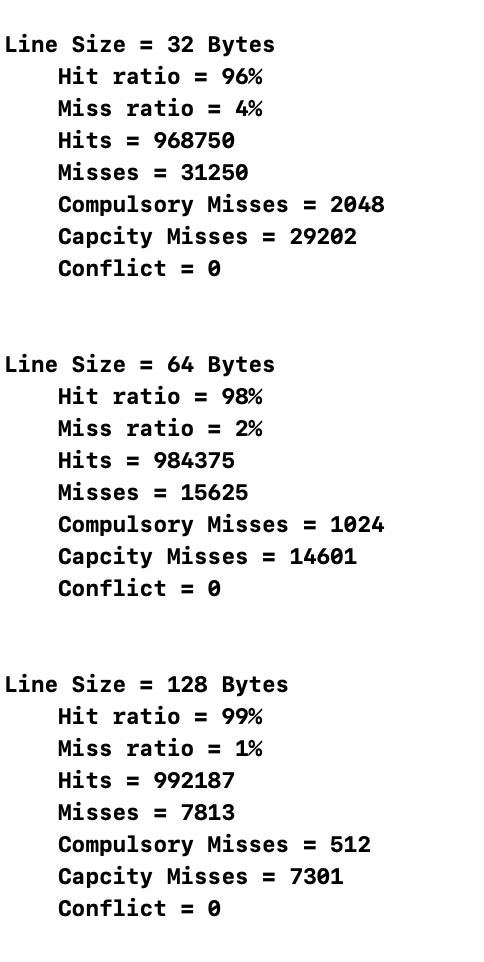 Line Size = 32 Bytes
Hit ratio = 96%
Miss ratio = 4%
Hits = 968750
Misses = 31250
Compulsory Misses = 2048
Capcity Misses = 29202
Conflict = 0
Line Size = 64 Bytes
Hit ratio = 98%
Miss ratio = 2%
Hits = 984375
Misses = 15625
Compulsory Misses = 1024
Capcity Misses = 14601
Conflict = 0
Line Size = 128 Bytes
Hit ratio = 99%
Miss ratio = 1%
Hits = 992187
Misses = 7813
Compulsory Misses = 512
Capcity Misses = 7301
Conflict = 0